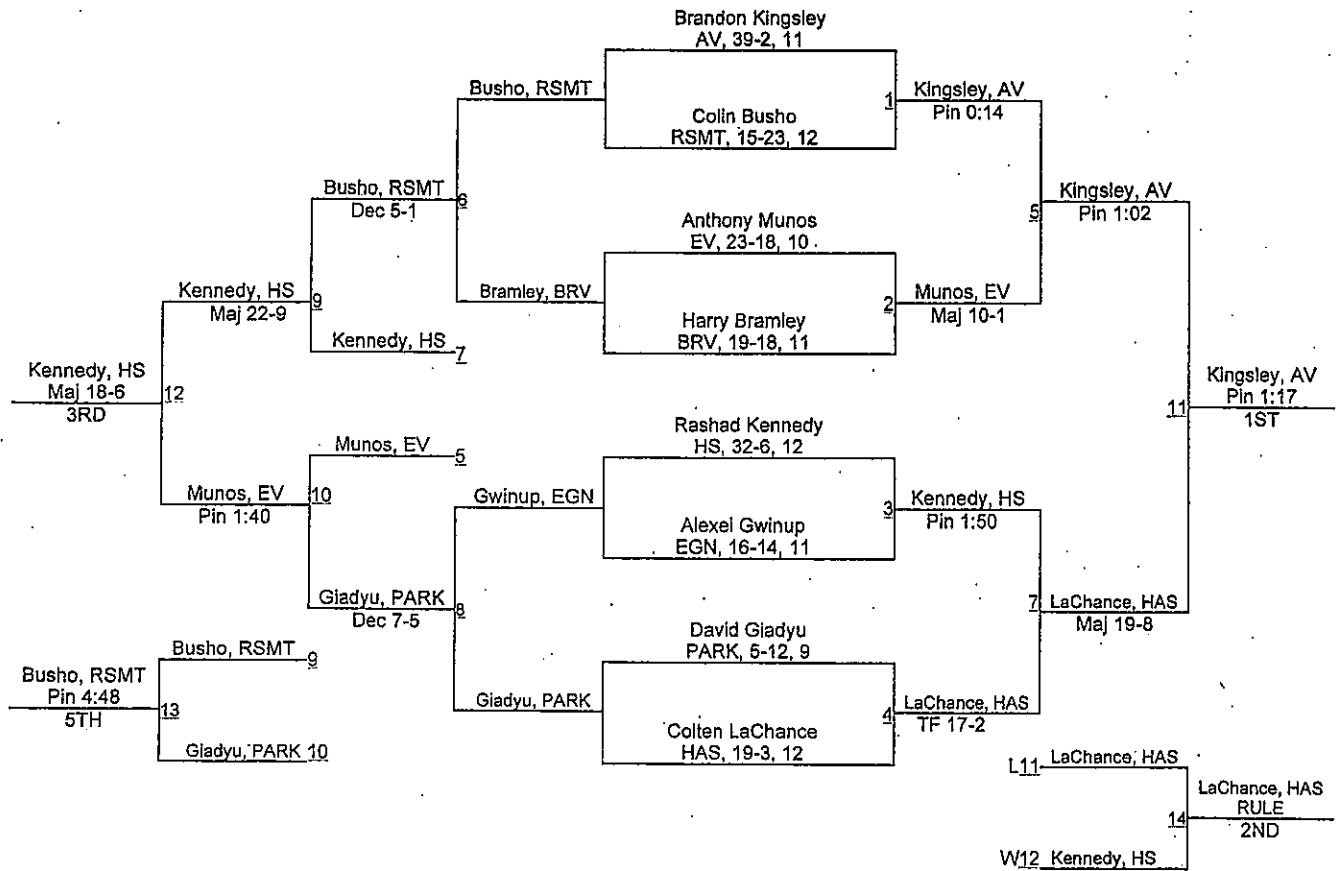 Brandon Kingsley
AV, 39-2, 11
Busho, RSMT
1
Kingsley, AV
Pin 0:14
Colin Busho
RSMT, 15-23, 12
Busho, RSMT
Dec 5-1
6
Kingsley, AV
Pin 1:02
5
Anthony Munos
EV, 23-18, 10
Kennedy, HS
Maj 22-9
9
Bramley, BRV
2
Munos, EV
Maj 10-1
Harry Bramley
BRV, 19-18, 11
Kennedy, HS
7
Kennedy, HS
Maj 18-6
3RD
12
Kingsley, AV
Pin 1:17
1ST
11
Rashad Kennedy
HS, 32-6, 12
Munos, EV
5
Munos, EV
Pin 1:40
10
Gwinup, EGN
3
Kennedy, HS
Pin 1:50
Alexei Gwinup
EGN, 16-14, 11
Giadyu, PARK
Dec 7-5
8
7
LaChance, HAS
Maj 19-8
David Giadyu
PARK, 5-12, 9
Busho, RSMT
9
Busho, RSMT
Pin 4:48
5TH
13
Giadyu, PARK
4
LaChance, HAS
TF 17-2
Colten LaChance
HAS, 19-3, 12
Giadyu, PARK 10
L11 LaChance, HAS
LaChance, HAS
RULE
2ND
14
W12 Kennedy, HS